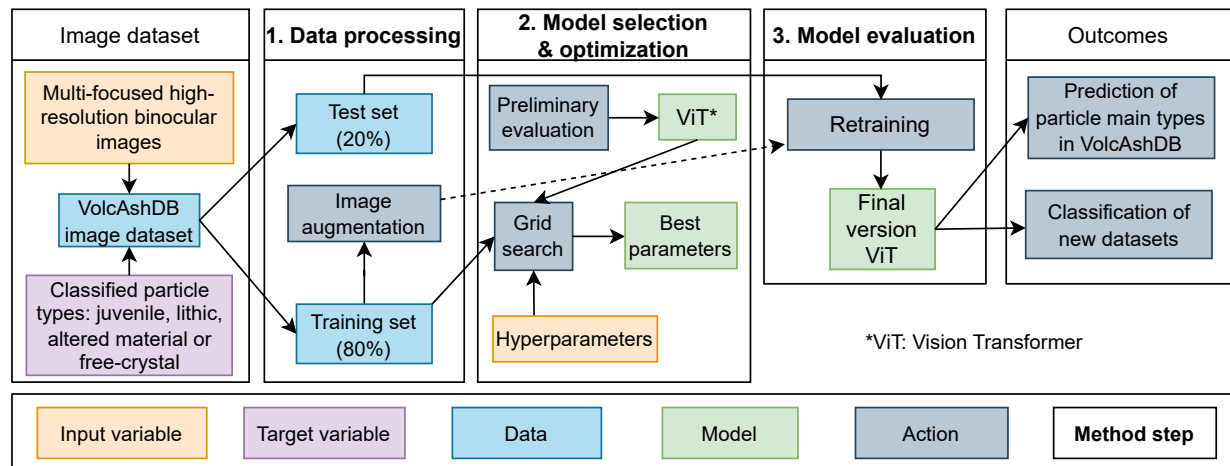 Image dataset
Multi-focused high-
resolution binocular
images
VolcAshDB
image dataset
Classified particle
types: juvenile, lithic,
altered material or
free-crystal
1. Data processing
Test set
(20%)
Image
augmentation
Training set
(80%)
2. Model selection
& optimization
Preliminary
evaluation
ViT*
Grid
search
Best
parameters
Hyperparameters
3. Model evaluation
Retraining
Final
version
ViT
Outcomes
Prediction of
particle main types
in VolcAshDB
Classification of
new datasets
*ViT: Vision Transformer
Input variable
Target variable
Data
Model
Action
Method step